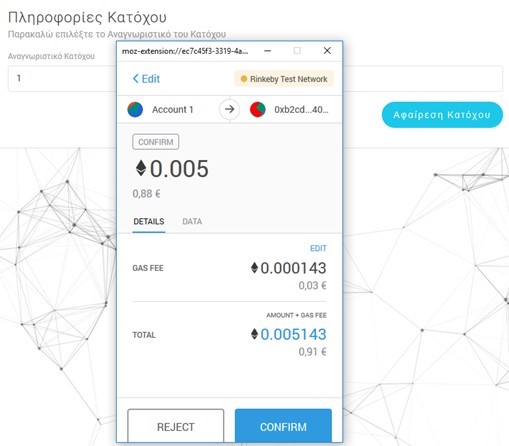 Πληροφορίες Κατόχου
Παρακαλώ επιλέξτε το Αναγνωριστικό του Κατόχου
Αναγνωριστικό Κατόχου
1
Αφαίρεση Κατόχου
moz-extension://ec7c45f3-3319-4a...
Edit
Rinkeby Test Network
Account 1
0xb2cd...40...
CONFIRM
0.005
0,88 €
DETAILS DATA
EDIT
GAS FEE 0.000143
0,03 €
AMOUNT + GAS FEE
TOTAL 0.005143
0,91 €
REJECT CONFIRM